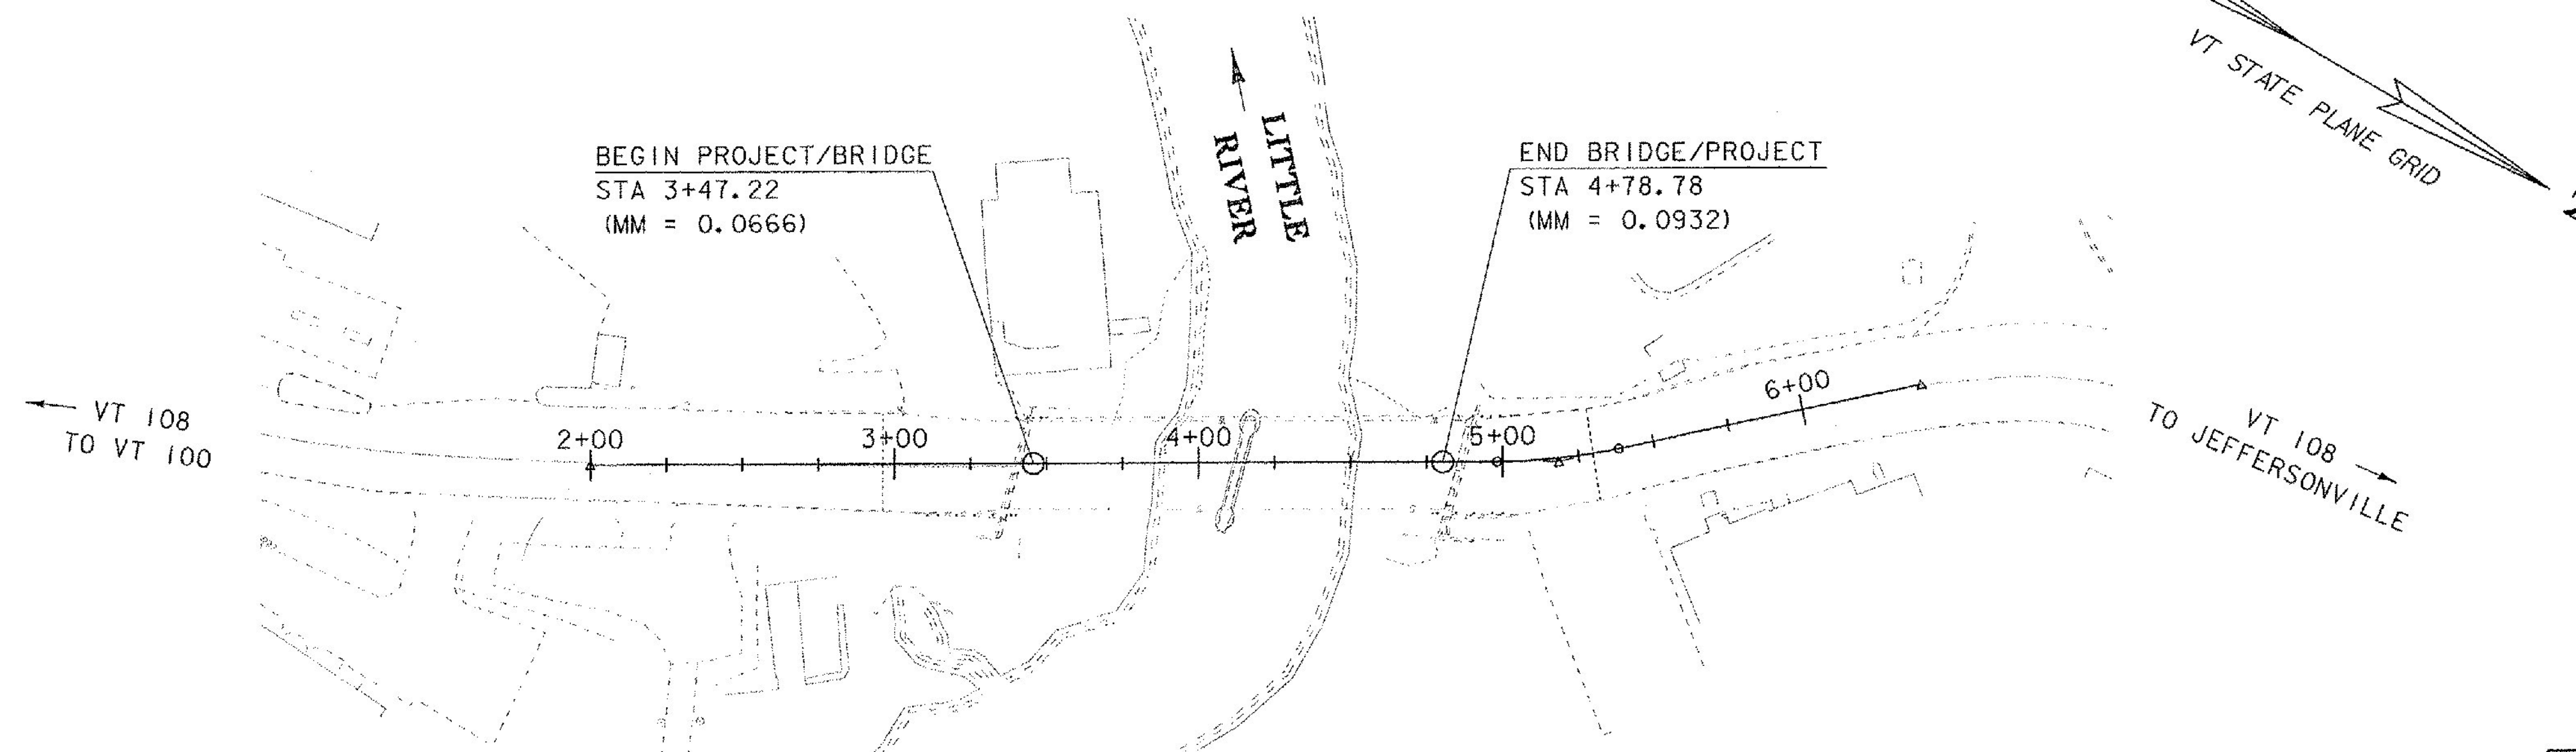 VT STATE PLANE GRID
BEGIN PROJECT/BRIDGE
STA 3+47.22
(MM = 0.0666)
LITTLE
RIVER
END BRIDGE/PROJECT
STA 4+78.78
(MM = 0.0932)
VT 108
TO VT 100
2+00
3+00
4+00
5+00
6+00
VT 108
TO JEFFERSONVILLE